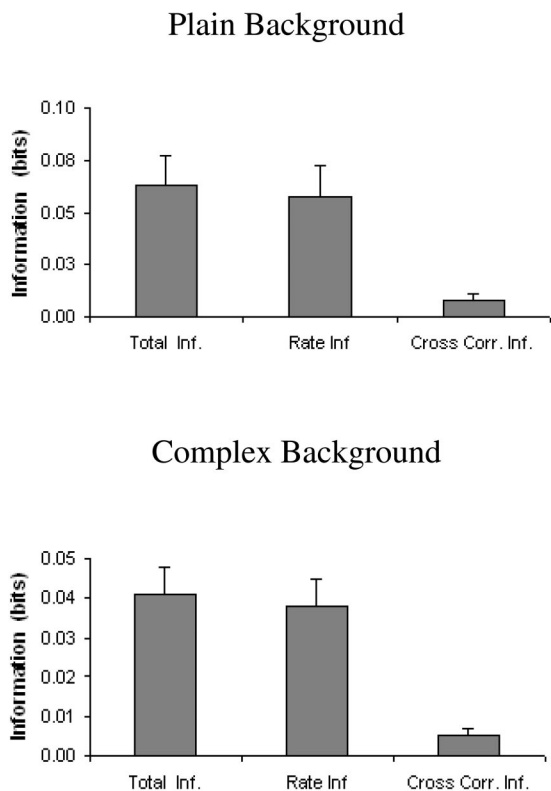 Plain Background
Information (bits)
0.10
0.08
0.05
0.03
0.00
Total Inf.
Rate Inf
Cross Corr. Inf.
Complex Background
Information (bits)
0.05
0.04
0.03
0.02
0.01
0.00
Total Inf.
Rate Inf
Cross Corr. Inf.